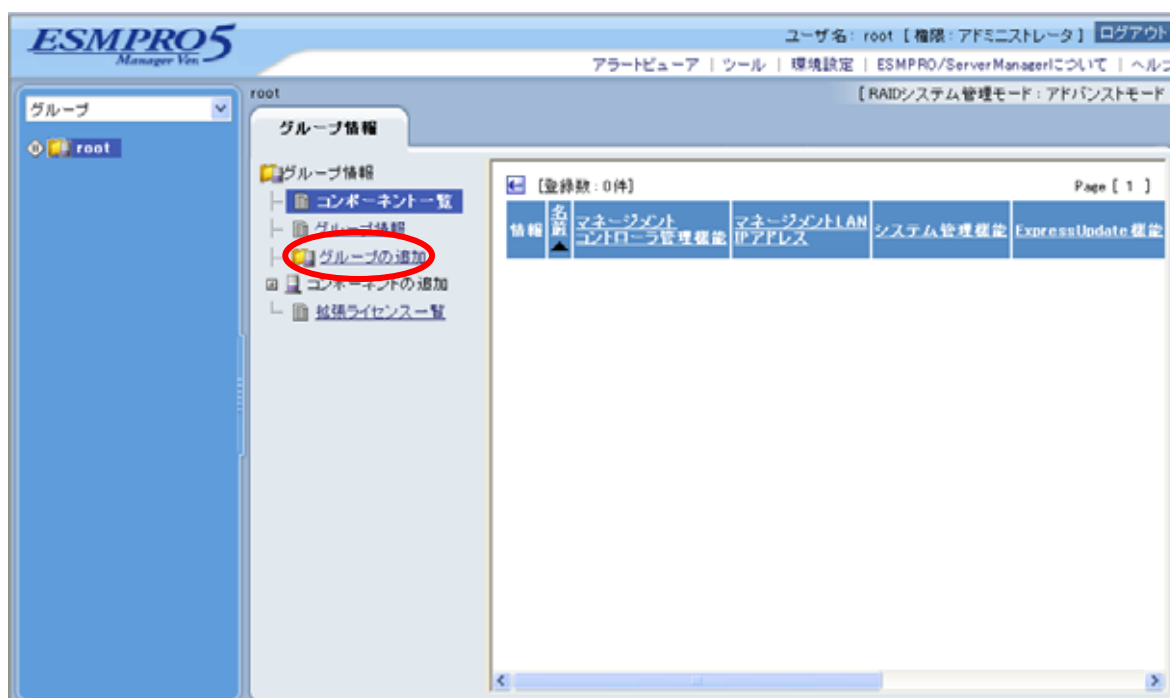 ESMPRO5
Manager Ver.
ユーザ名: root [ 権限:アドミニストレータ ] ログアウト
アラートビューア | ツール | 環境設定 | ESMPRO/ServerManagerについて | ヘルプ
グループ
root
root
[ RAIDシステム管理モード:アドバンストモード
グループ情報
グループ情報
コンポーネント一覧
グループ情報
グループの追加
コンポーネントの追加
拡張ライセンス一覧
[登録数:0件]
Page [ 1 ]
情報
名前
マネージメント
コントローラ管理機能
マネージメントLAN
IPアドレス
システム管理機能
ExpressUpdate機能